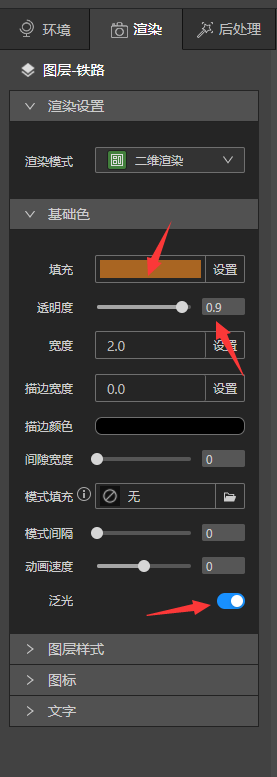 环境 渲染 后处理
图层-铁路
渲染设置
渲染模式 二维渲染
基础色
填充 设置
透明度 0.9
宽度 2.0 设置
描边宽度 0.0 设置
描边颜色
间隙宽度 0
模式填充 无
模式间隔 0
动画速度 0
泛光
图层样式
图标
文字